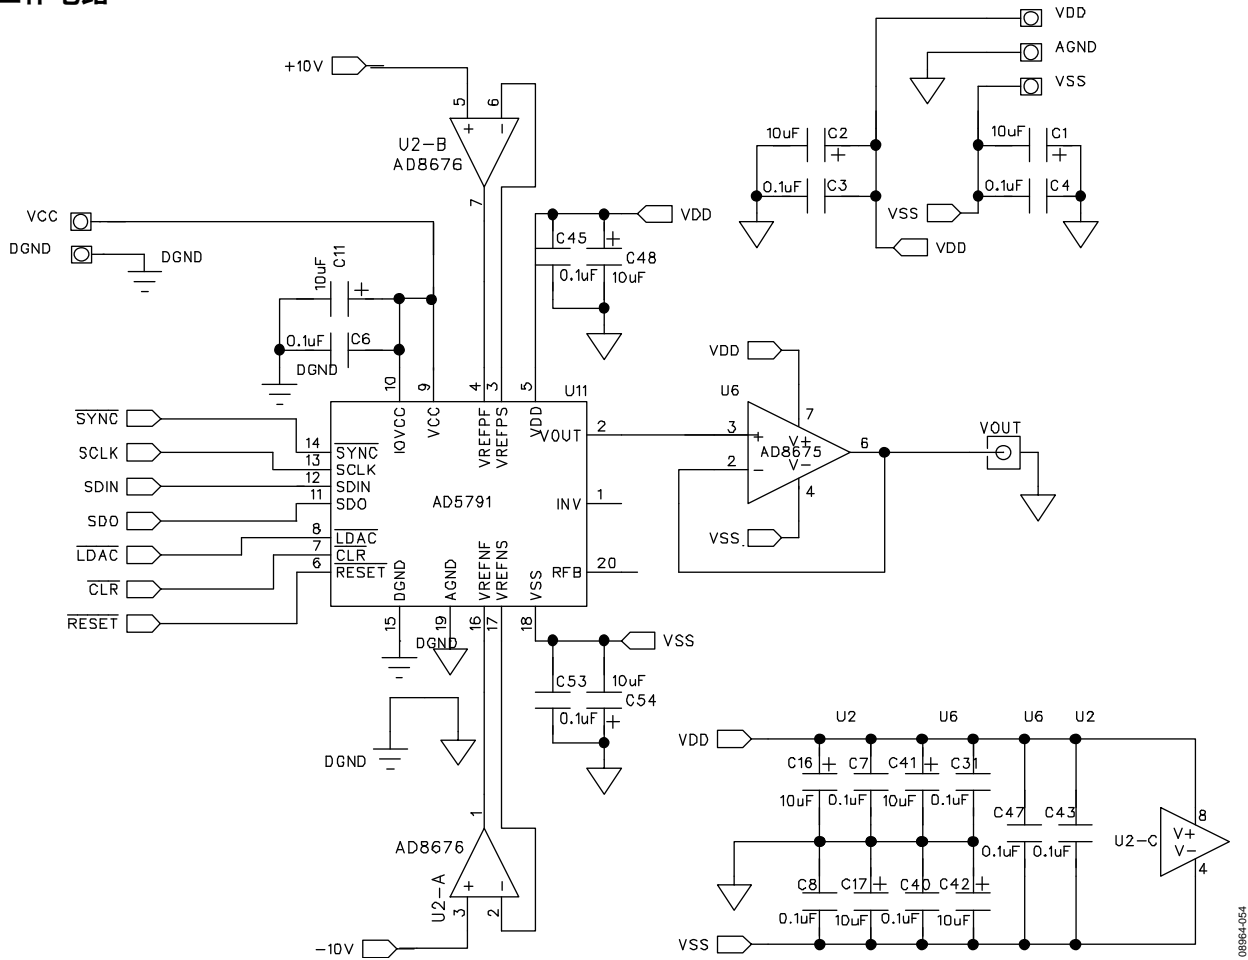 VDD
AGND
VSS
+10V
5
6
+
-
U2-B
AD8676
7
10uF
C2
+
0.1uF
C3
VDD
10uF
C1
+
0.1uF
C4
VSS
VCC
DGND
DGND
10uF
C11
+
0.1uF
C6
DGND
VDD
C45
0.1uF
+
C48
10uF
10
9
4
3
5
U11
IOVCC
VCC
VREFPF
VREFPS
VDD
SYNC
SCLK
SDIN
SDO
LDAC
CLR
RESET
14
13
12
11
8
7
6
SYNC
SCLK
SDIN
SDO
LDAC
CLR
RESET
AD5791
VOUT
2
INV
1
RFB
20
DGND
AGND
VREFNF
VREFNS
VSS
15
19
16
17
18
DGND
VDD
U6
7
3
+
V+
AD8675
2
-
V-
6
4
VSS
VOUT
VSS
C53
0.1uF
10uF
C54
+
DGND
1
AD8676
U2-A
+
-
3
2
-10V
U2
U6
U6
U2
VDD
C16
+
C7
C41
+
C31
10uF
0.1uF
10uF
0.1uF
C47
C43
0.1uF
0.1uF
C8
C17
+
C40
C42
+
0.1uF
10uF
0.1uF
10uF
VSS
U2-C
V+
V-
8
4
08964-054